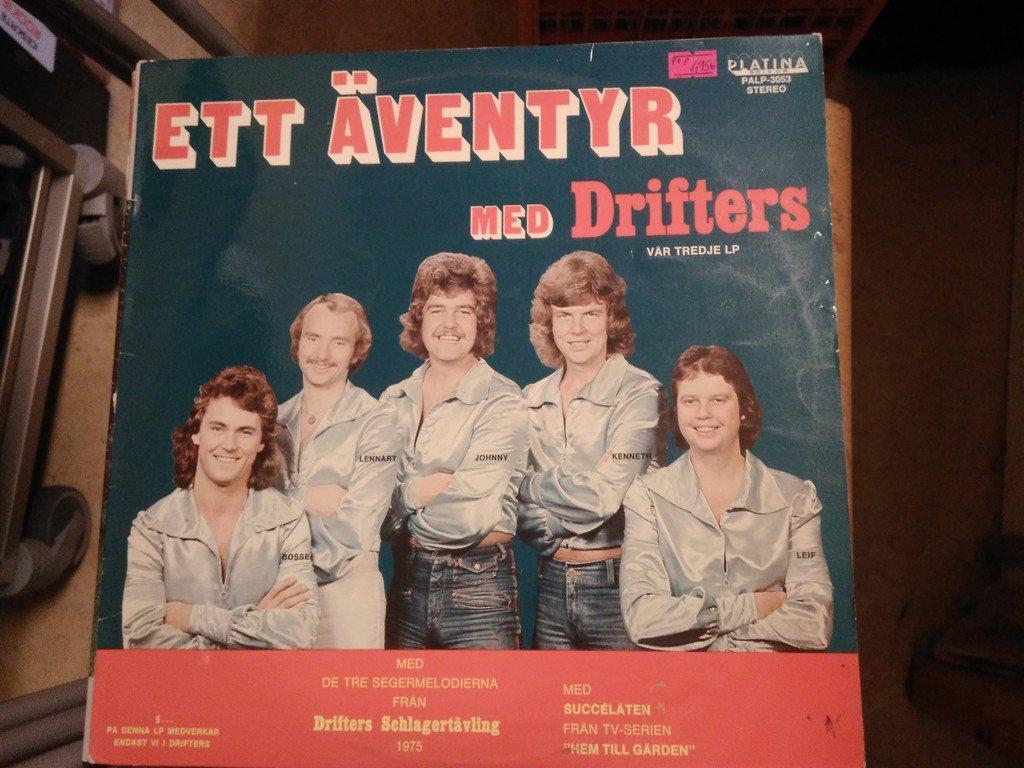 PLATINA
PALP-3053
STEREO
ETT ÄVENTYR
MED Drifters
VÅR TREDJE LP
LENNART
JOHNNY
KENNETH
BOSSE
LEIF
MED
DE TRE SEGERMELODIERNA
FRÅN
Drifters Schlagertävling
1975
MED
SUCCÉLÅTEN
FRÅN TV-SERIEN
"HEM TILL GÅRDEN"
PÅ DENNA LP MEDVERKAR
ENDAST VI I DRIFTERS